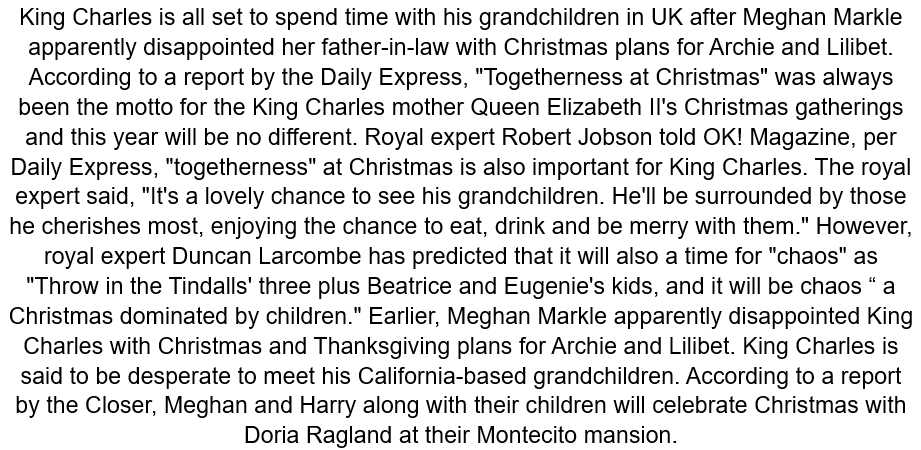 King Charles is all set to spend time with his grandchildren in UK after Meghan Markle
apparently disappointed her father-in-law with Christmas plans for Archie and Lilibet.
According to a report by the Daily Express, "Togetherness at Christmas" was always
been the motto for the King Charles mother Queen Elizabeth II's Christmas gatherings
and this year will be no different. Royal expert Robert Jobson told OK! Magazine, per
Daily Express, "togetherness" at Christmas is also important for King Charles. The royal
expert said, "It's a lovely chance to see his grandchildren. He'll be surrounded by those
he cherishes most, enjoying the chance to eat, drink and be merry with them." However,
royal expert Duncan Larcombe has predicted that it will also a time for "chaos" as
"Throw in the Tindalls' three plus Beatrice and Eugenie's kids, and it will be chaos “ a
Christmas dominated by children." Earlier, Meghan Markle apparently disappointed King
Charles with Christmas and Thanksgiving plans for Archie and Lilibet. King Charles is
said to be desperate to meet his California-based grandchildren. According to a report
by the Closer, Meghan and Harry along with their children will celebrate Christmas with
Doria Ragland at their Montecito mansion.